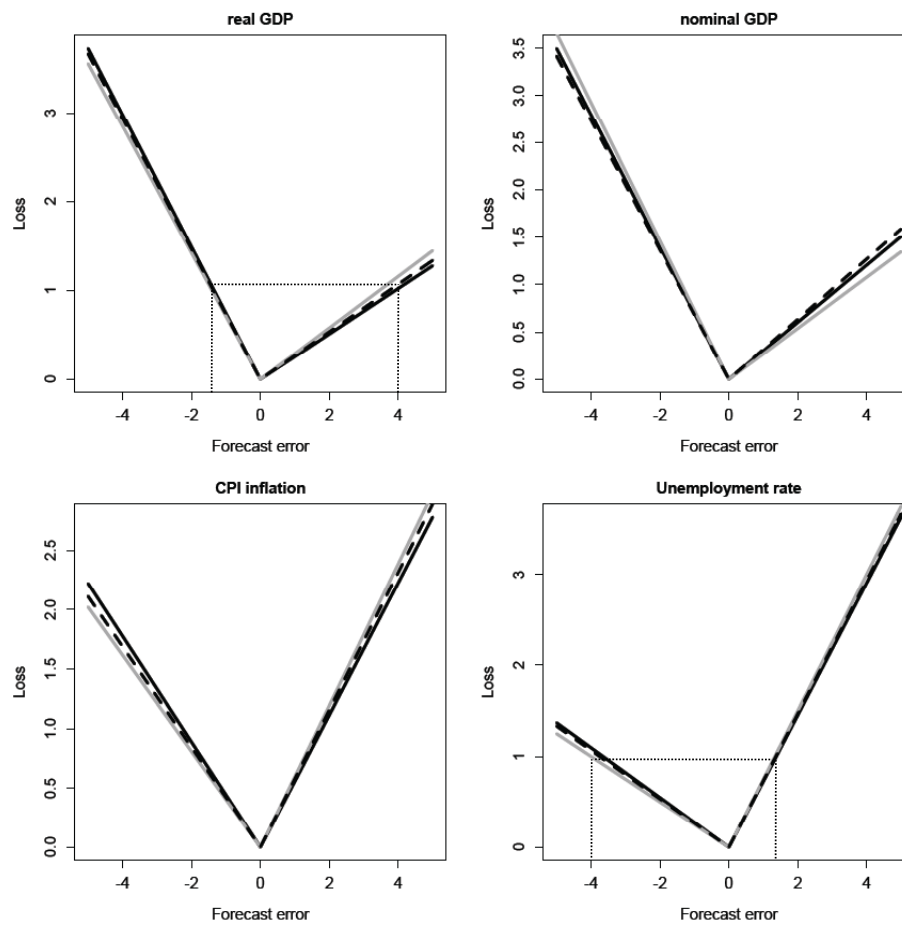 real GDP
Loss
3
2
1
0
-4 -2 0 2 4
Forecast error
nominal GDP
Loss
3.5
3.0
2.5
2.0
1.5
1.0
0.5
0.0
-4 -2 0 2 4
Forecast error
CPI inflation
Loss
2.5
2.0
1.5
1.0
0.5
0.0
-4 -2 0 2 4
Forecast error
Unemployment rate
Loss
3
2
1
0
-4 -2 0 2 4
Forecast error